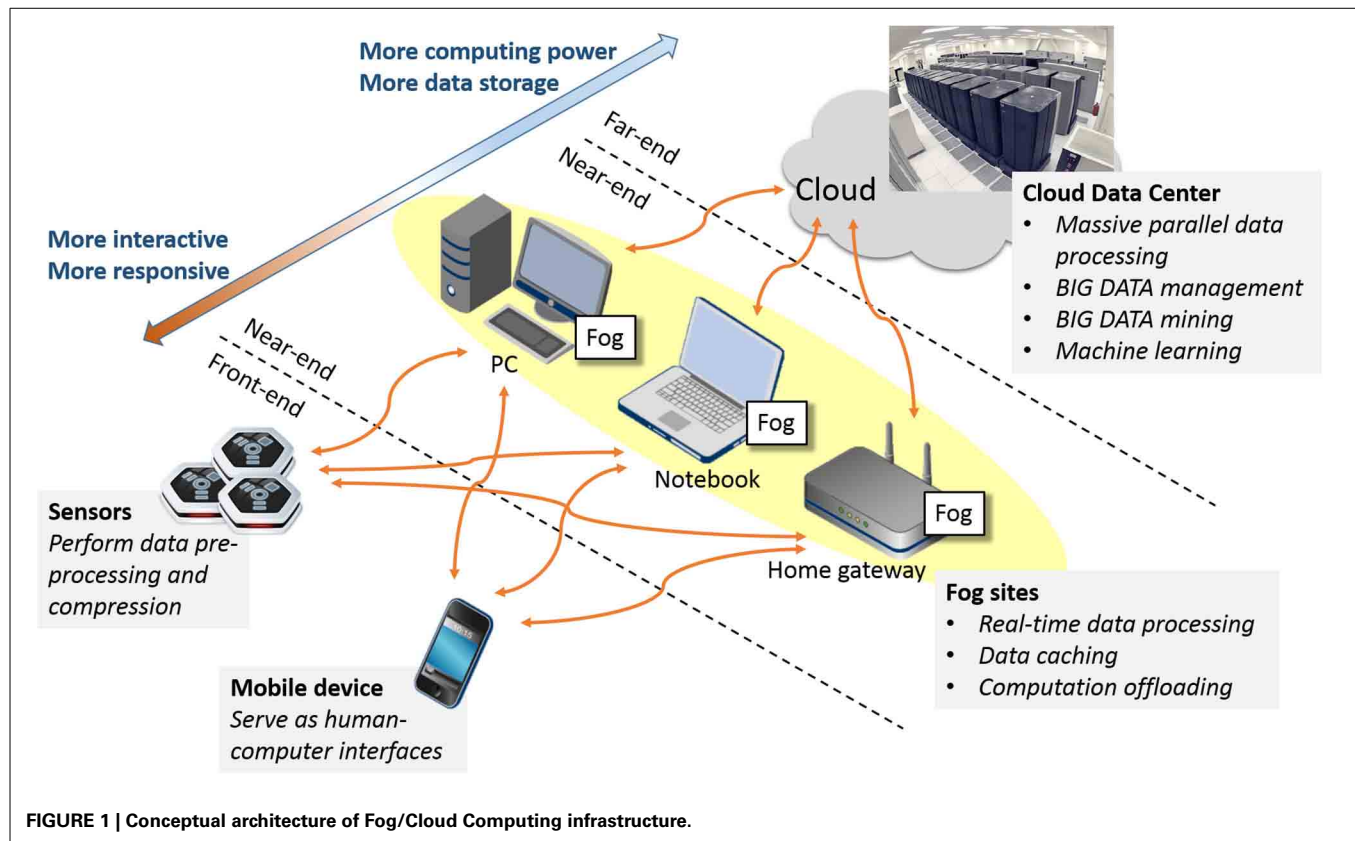 More computing power
More data storage
Far-end
Near-end
Cloud
Cloud Data Center
• Massive parallel data
processing
• BIG DATA management
• BIG DATA mining
• Machine learning
More interactive
More responsive
Near-end
Front-end
Fog
PC
Fog
Notebook
Fog
Home gateway
Sensors
Perform data pre-
processing and
compression
Fog sites
• Real-time data processing
• Data caching
• Computation offloading
10:15
Mobile device
Serve as human-
computer interfaces
FIGURE 1 | Conceptual architecture of Fog/Cloud Computing infrastructure.